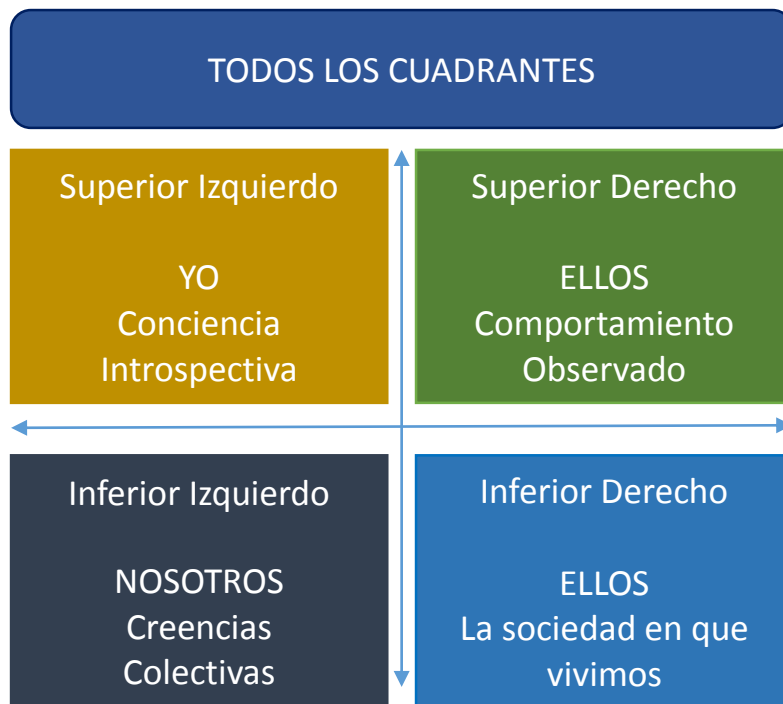 TODOS LOS CUADRANTES
Superior Izquierdo
YO
Conciencia
Introspectiva
Superior Derecho
ELLOS
Comportamiento
Observado
Inferior Izquierdo
NOSOTROS
Creencias
Colectivas
Inferior Derecho
ELLOS
La sociedad en que
vivimos